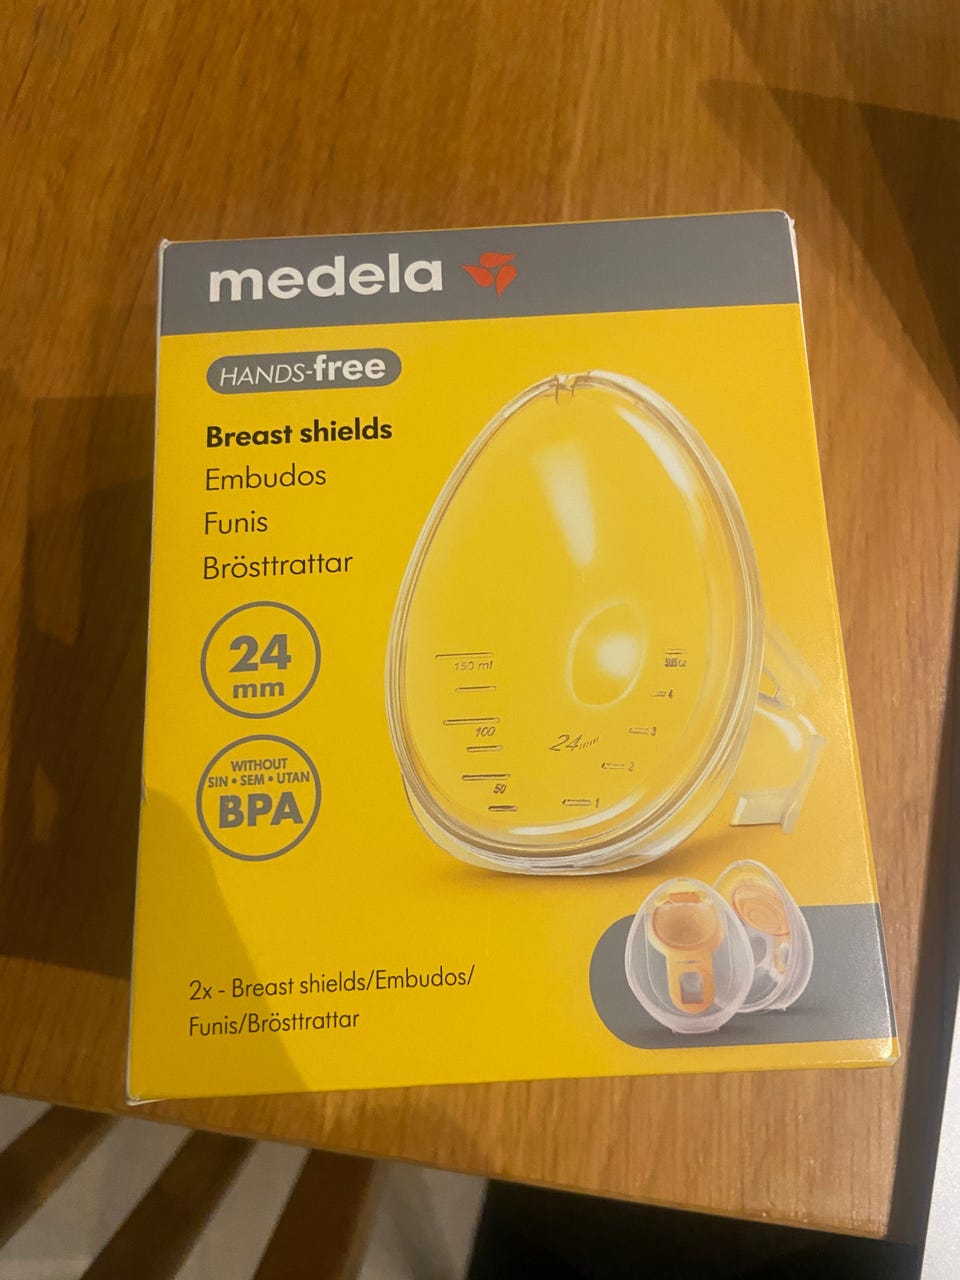 medela
HANDS-free
Breast shields
Embudos
Funis
Brösttrattar
24
mm
WITHOUT
SIN • SEM • UTAN
BPA
150 ml
100
50
4
3
2
1
24mm
2x - Breast shields/Embudos/
Funis/Brösttrattar